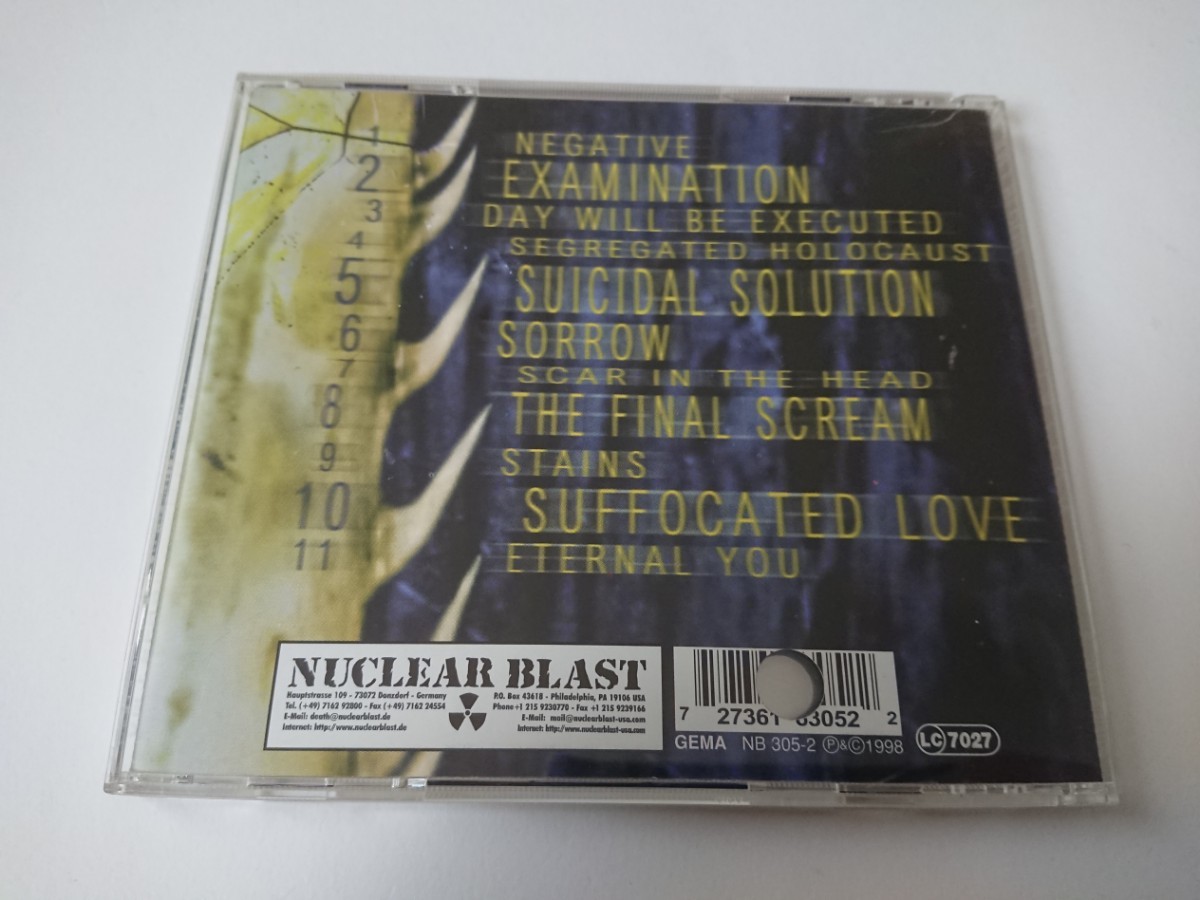 1 NEGATIVE
2 EXAMINATION
3 DAY WILL BE EXECUTED
4 SEGREGATED HOLOCAUST
5 SUICIDAL SOLUTION
6 SORROW
7 SCAR IN THE HEAD
8 THE FINAL SCREAM
9 STAINS
10 SUFFOCATED LOVE
11 ETERNAL YOU
NUCLEAR BLAST
Hauptstrasse 109 - 73072 Donzdorf - Germany
Tel. (+49) 7162 92800 - Fax (+49) 7162 24554
E-Mail: death@nuclearblast.de
Internet: http://www.nuclearblast.de
P.O. Box 43618 - Philadelphia, PA 19106 USA
Phone +1 215 9230770 - Fax +1 215 9239166
E-Mail: mail@nuclearblast-usa.com
Internet: http://www.nuclearblast-usa.com
7 27361 63052 2
GEMA NB 305-2 ℗&©1998
LC 7027